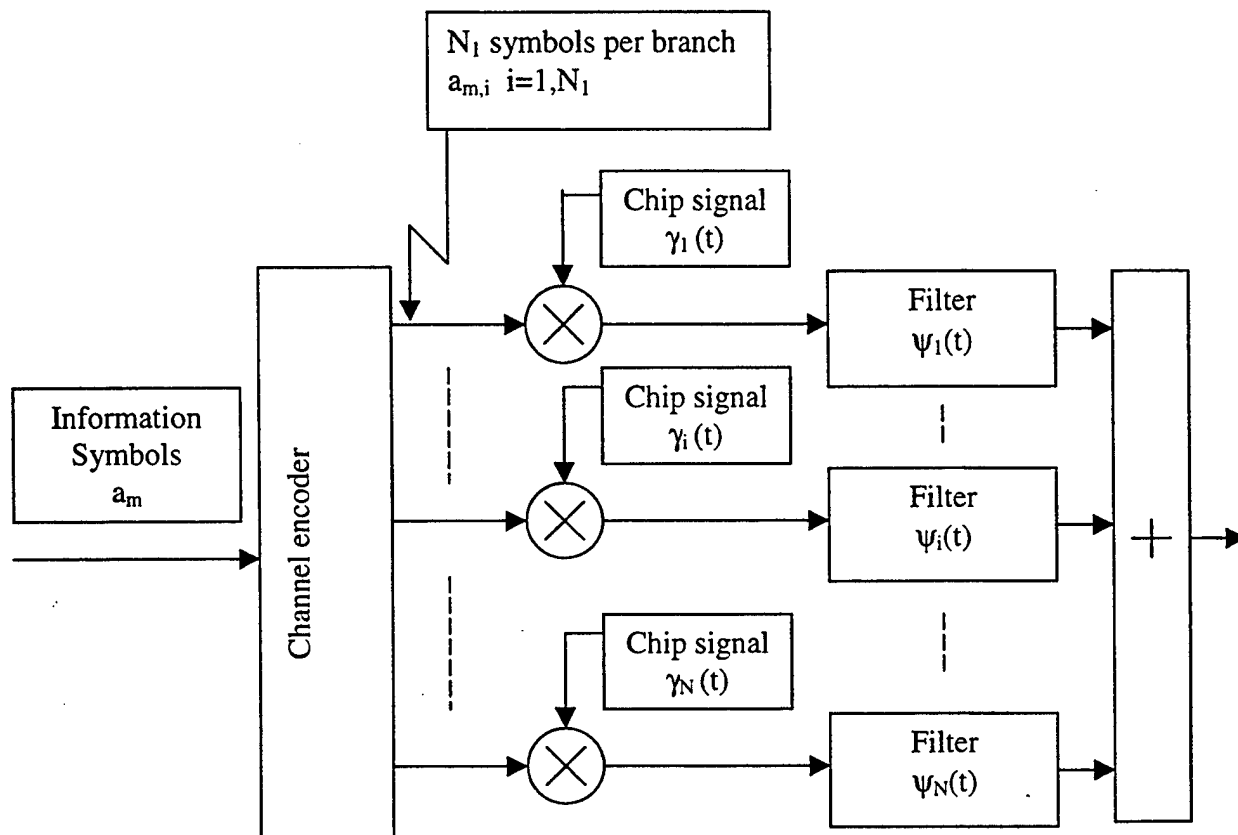 N₁ symbols per branch
aₘ,ᵢ i=1,N₁
Chip signal
γ₁ (t)
Filter
ψ₁(t)
Information
Symbols
aₘ
Channel encoder
Chip signal
γᵢ (t)
Filter
ψᵢ(t)
+
Chip signal
γN (t)
Filter
ψN(t)